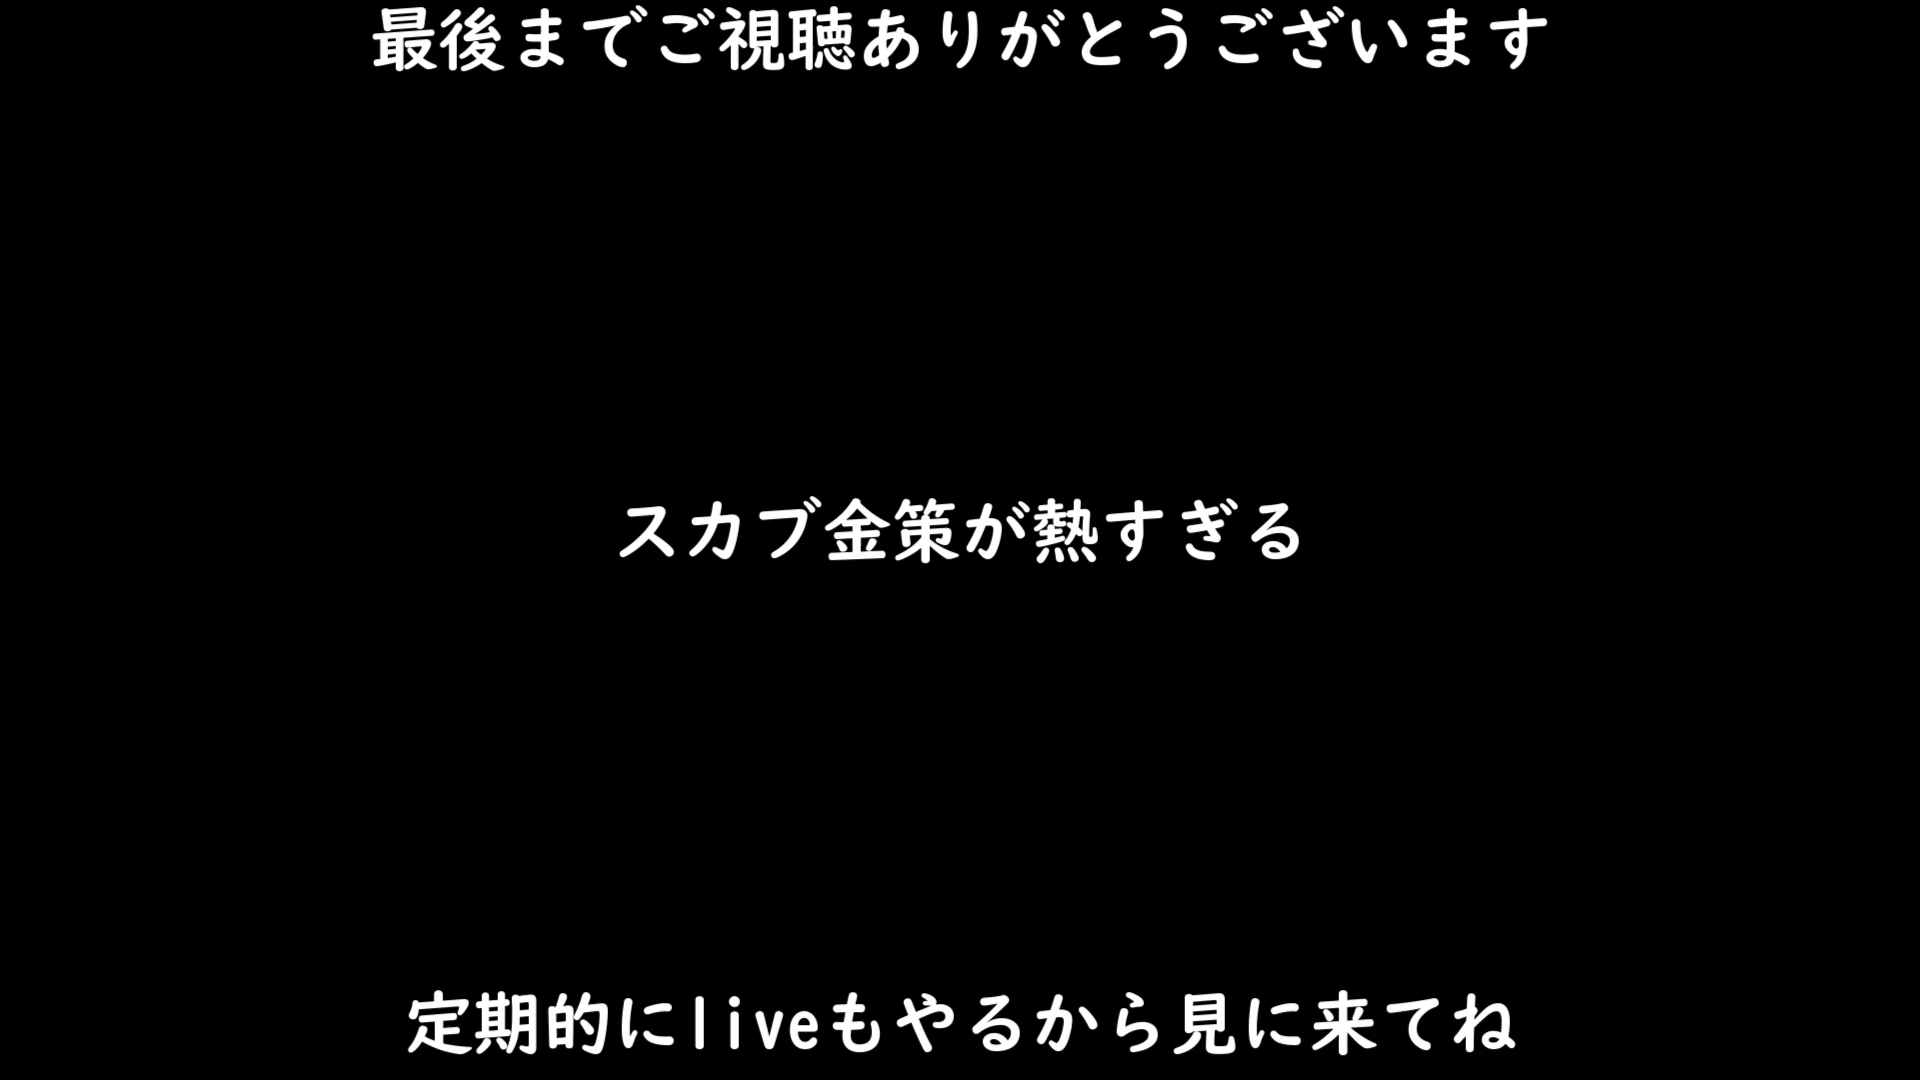 最後までご視聴ありがとうございます
スカブ金策が熱すぎる
定期的にliveもやるから見に来てね